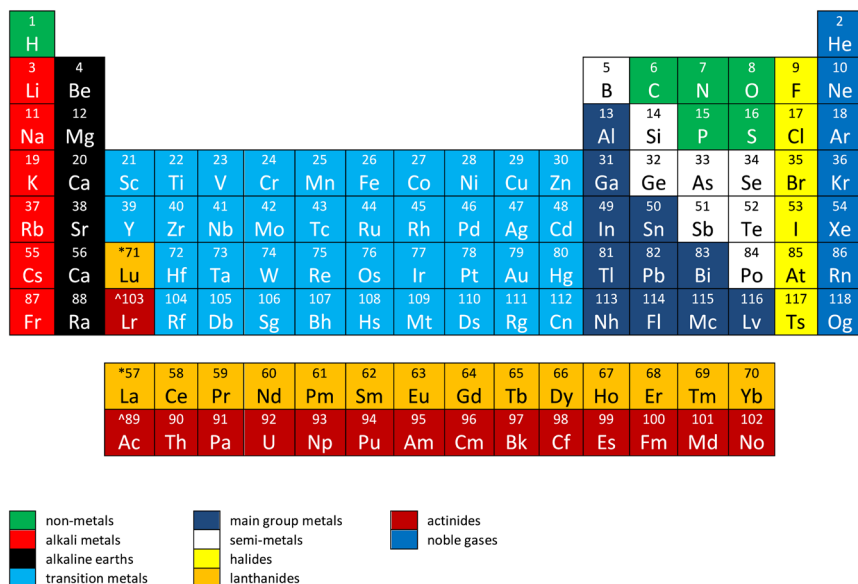 1 2
H He
3 4 5 6 7 8 9 10
Li Be B C N O F Ne
11 12 13 14 15 16 17 18
Na Mg Al Si P S Cl Ar
19 20 21 22 23 24 25 26 27 28 29 30 31 32 33 34 35 36
K Ca Sc Ti V Cr Mn Fe Co Ni Cu Zn Ga Ge As Se Br Kr
37 38 39 40 41 42 43 44 45 46 47 48 49 50 51 52 53 54
Rb Sr Y Zr Nb Mo Tc Ru Rh Pd Ag Cd In Sn Sb Te I Xe
55 56 *71 72 73 74 75 76 77 78 79 80 81 82 83 84 85 86
Cs Ca Lu Hf Ta W Re Os Ir Pt Au Hg Tl Pb Bi Po At Rn
87 88 ^103 104 105 106 107 108 109 110 111 112 113 114 115 116 117 118
Fr Ra Lr Rf Db Sg Bh Hs Mt Ds Rg Cn Nh Fl Mc Lv Ts Og
*57 58 59 60 61 62 63 64 65 66 67 68 69 70
La Ce Pr Nd Pm Sm Eu Gd Tb Dy Ho Er Tm Yb
^89 90 91 92 93 94 95 96 97 98 99 100 101 102
Ac Th Pa U Np Pu Am Cm Bk Cf Es Fm Md No
non-metals main group metals actinides
alkali metals semi-metals noble gases
alkaline earths halides
transition metals lanthanides